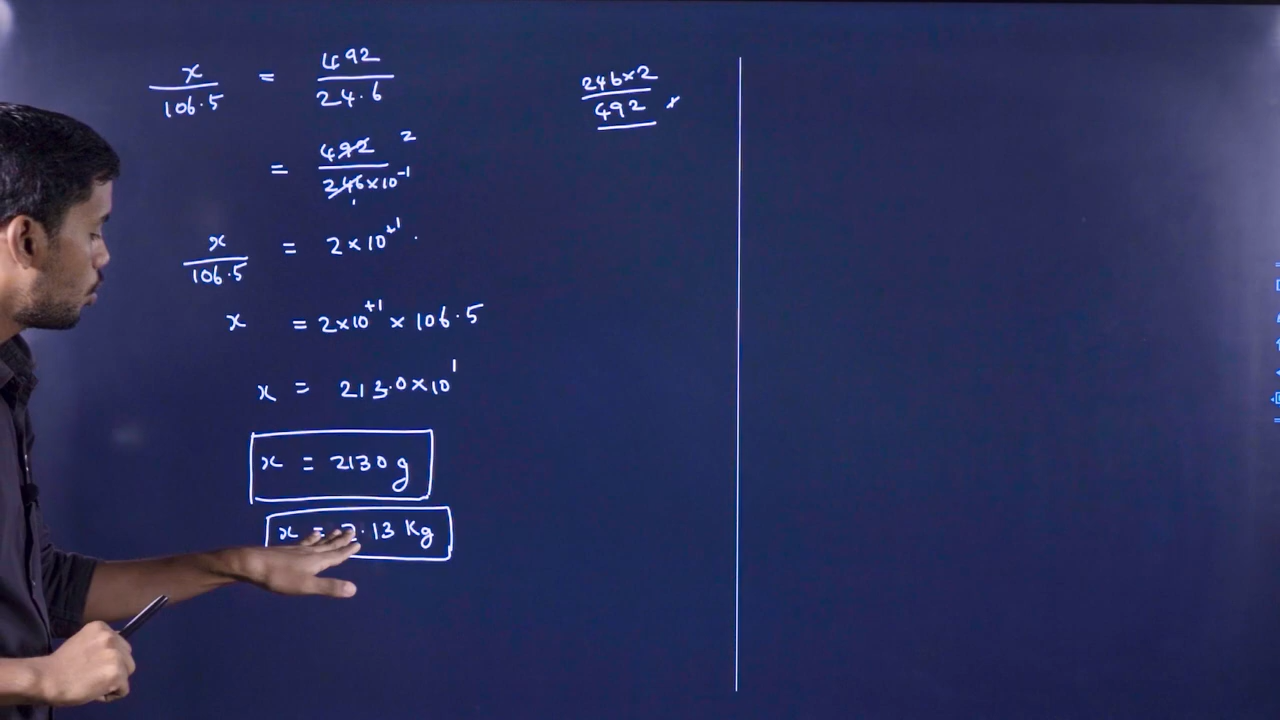 x/106.5 = 492/24.6
= 492/246×10⁻¹ 2
x/106.5 = 2×10⁺¹.
x = 2×10⁺¹ × 106.5
x = 213.0×10¹
x = 2130 g
x = 2.13 Kg
246×2
492